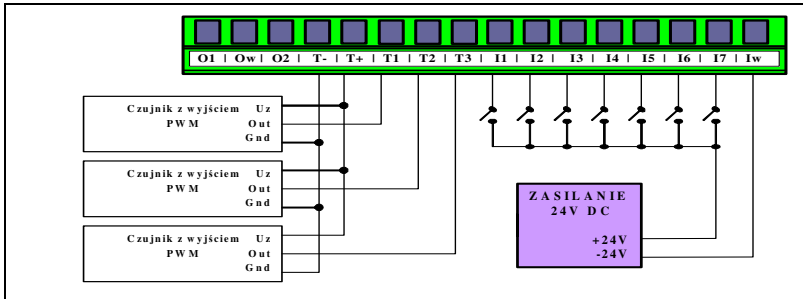 O1 | Ow | O2 | T- | T+ | T1 | T2 | T3 | I1 | I2 | I3 | I4 | I5 | I6 | I7 | Iw
Czujnik z wyjściem Uz
PWM Out
Gnd
Czujnik z wyjściem Uz
PWM Out
Gnd
Czujnik z wyjściem Uz
PWM Out
Gnd
ZASILANIE
24V DC
+24V
-24V